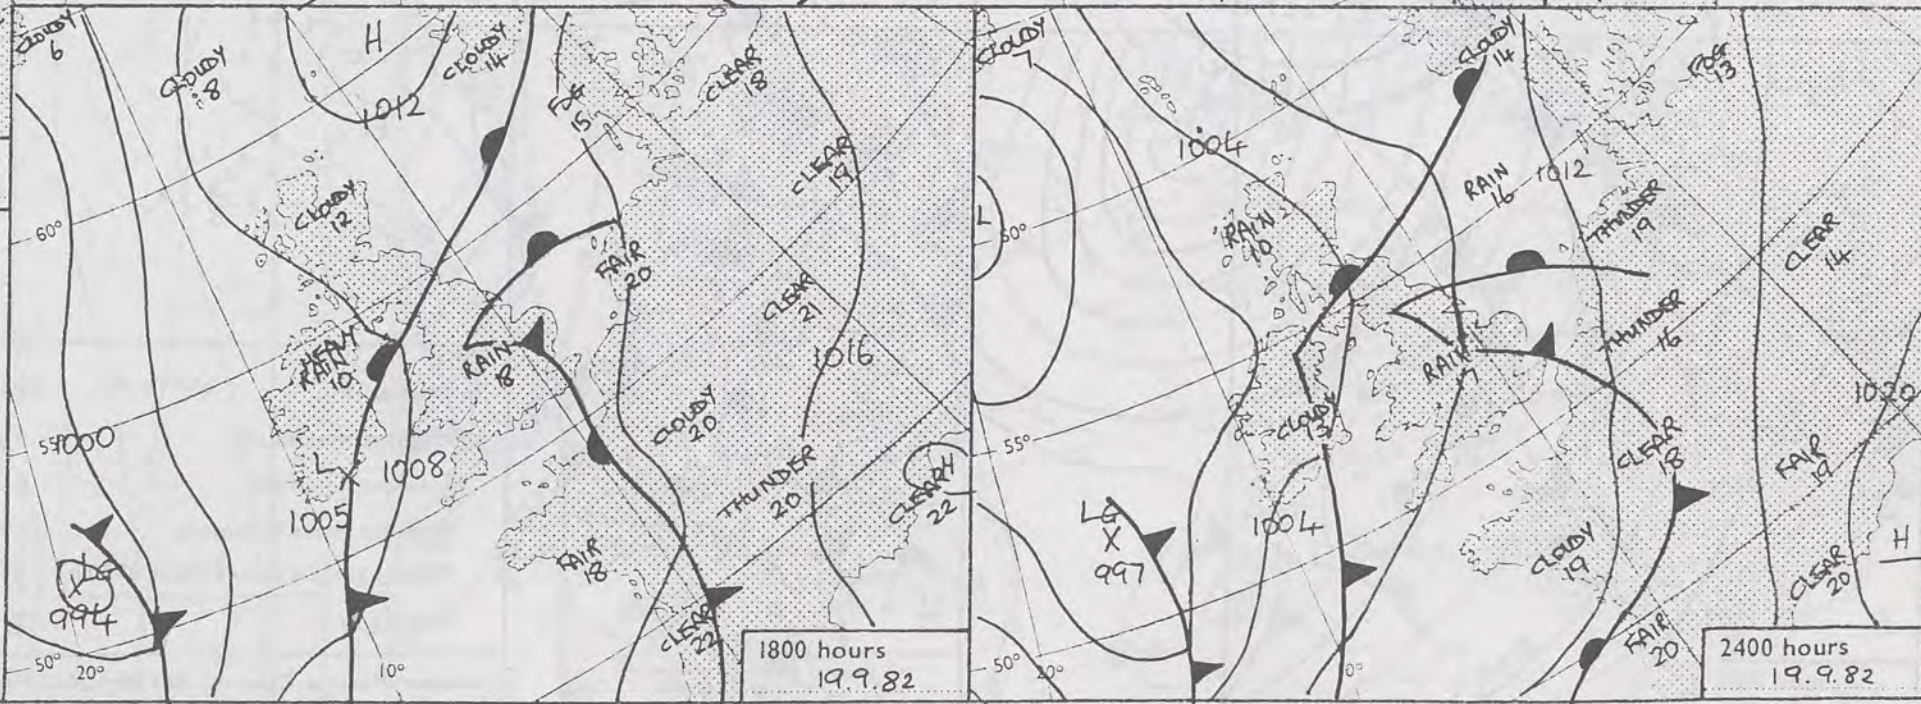 CLOUDY
6
CLOUDY
8
H
1012
CLOUDY
14
FOG
15
CLEAR
18
CLEAR
19
CLOUDY
12
60°
FAIR
20
CLEAR
21
1016
HEAVY
RAIN
10
RAIN
18
55°
1000
L
X
1008
1005
CLOUDY
20
THUNDER
20
H
CLEAR
22
FAIR
18
LG
X
994
CLEAR
22
50°
20°
10°
1800 hours
19.9.82
CLOUDY
7
1004
CLOUDY
14
FOG
13
RAIN
16
1012
THUNDER
19
CLEAR
14
L
60°
RAIN
10
THUNDER
16
RAIN
17
1020
CLOUDY
13
55°
CLEAR
18
FAIR
19
LG
X
997
1004
CLOUDY
19
H
CLEAR
20
FAIR
20
50°
20°
0°
2400 hours
19.9.82